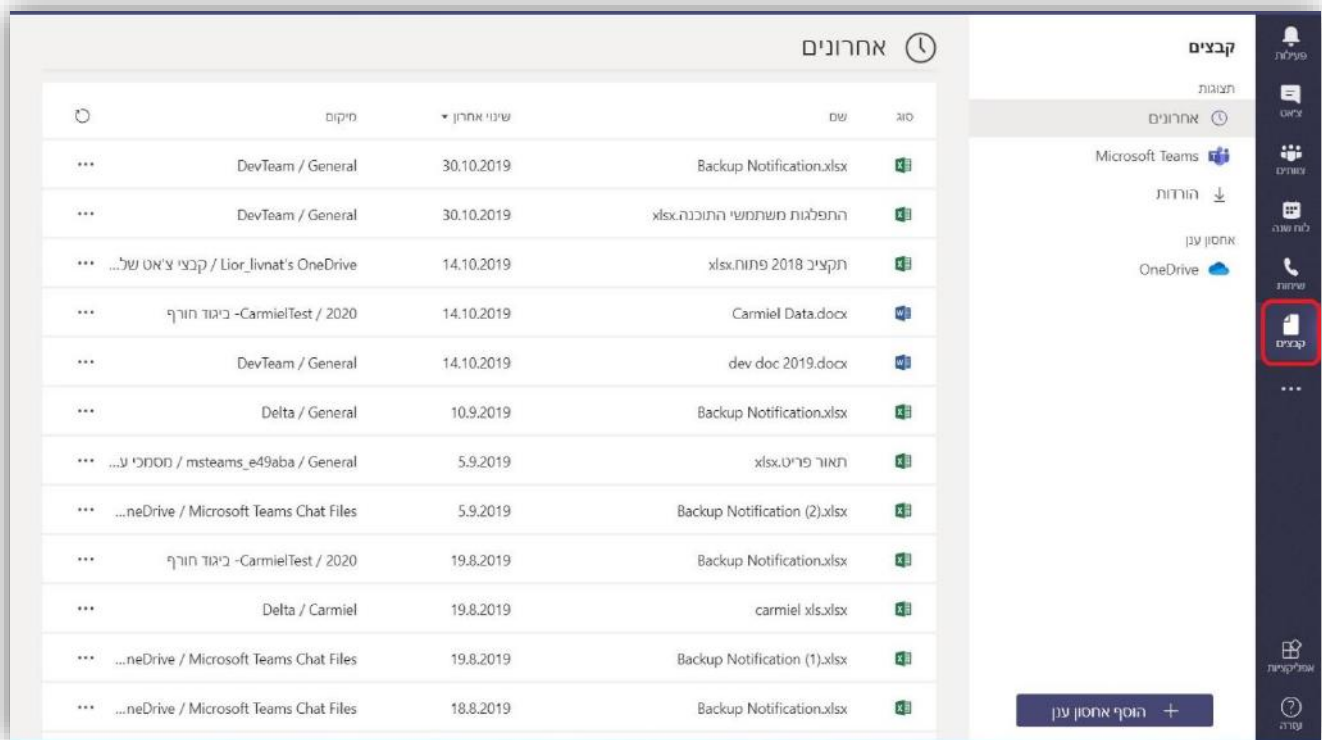 פעילות
צ'אט
צוותים
לוח שנה
שיחות
קבצים
אפליקציות
עזרה
קבצים
תצוגות
אחרונים
Microsoft Teams
הורדות
אחסון ענן
OneDrive
+ הוסף אחסון ענן
אחרונים
סוג שם שינוי אחרון מיקום
Backup Notification.xlsx 30.10.2019 DevTeam / General
התפלגות משתמשי התוכנה.xlsx 30.10.2019 DevTeam / General
תקציב 2018 פתוח.xlsx 14.10.2019 Lior_livnat's OneDrive / קבצי צ'אט של...
Carmiel Data.docx 14.10.2019 CarmielTest / 2020- ביגוד חורף
dev doc 2019.docx 14.10.2019 DevTeam / General
Backup Notification.xlsx 10.9.2019 Delta / General
תאור פריט.xlsx 5.9.2019 msteams_e49aba / General / מסמכי ע...
Backup Notification (2).xlsx 5.9.2019 ...neDrive / Microsoft Teams Chat Files
Backup Notification.xlsx 19.8.2019 CarmielTest / 2020- ביגוד חורף
carmiel xls.xlsx 19.8.2019 Delta / Carmiel
Backup Notification (1).xlsx 19.8.2019 ...neDrive / Microsoft Teams Chat Files
Backup Notification.xlsx 18.8.2019 ...neDrive / Microsoft Teams Chat Files